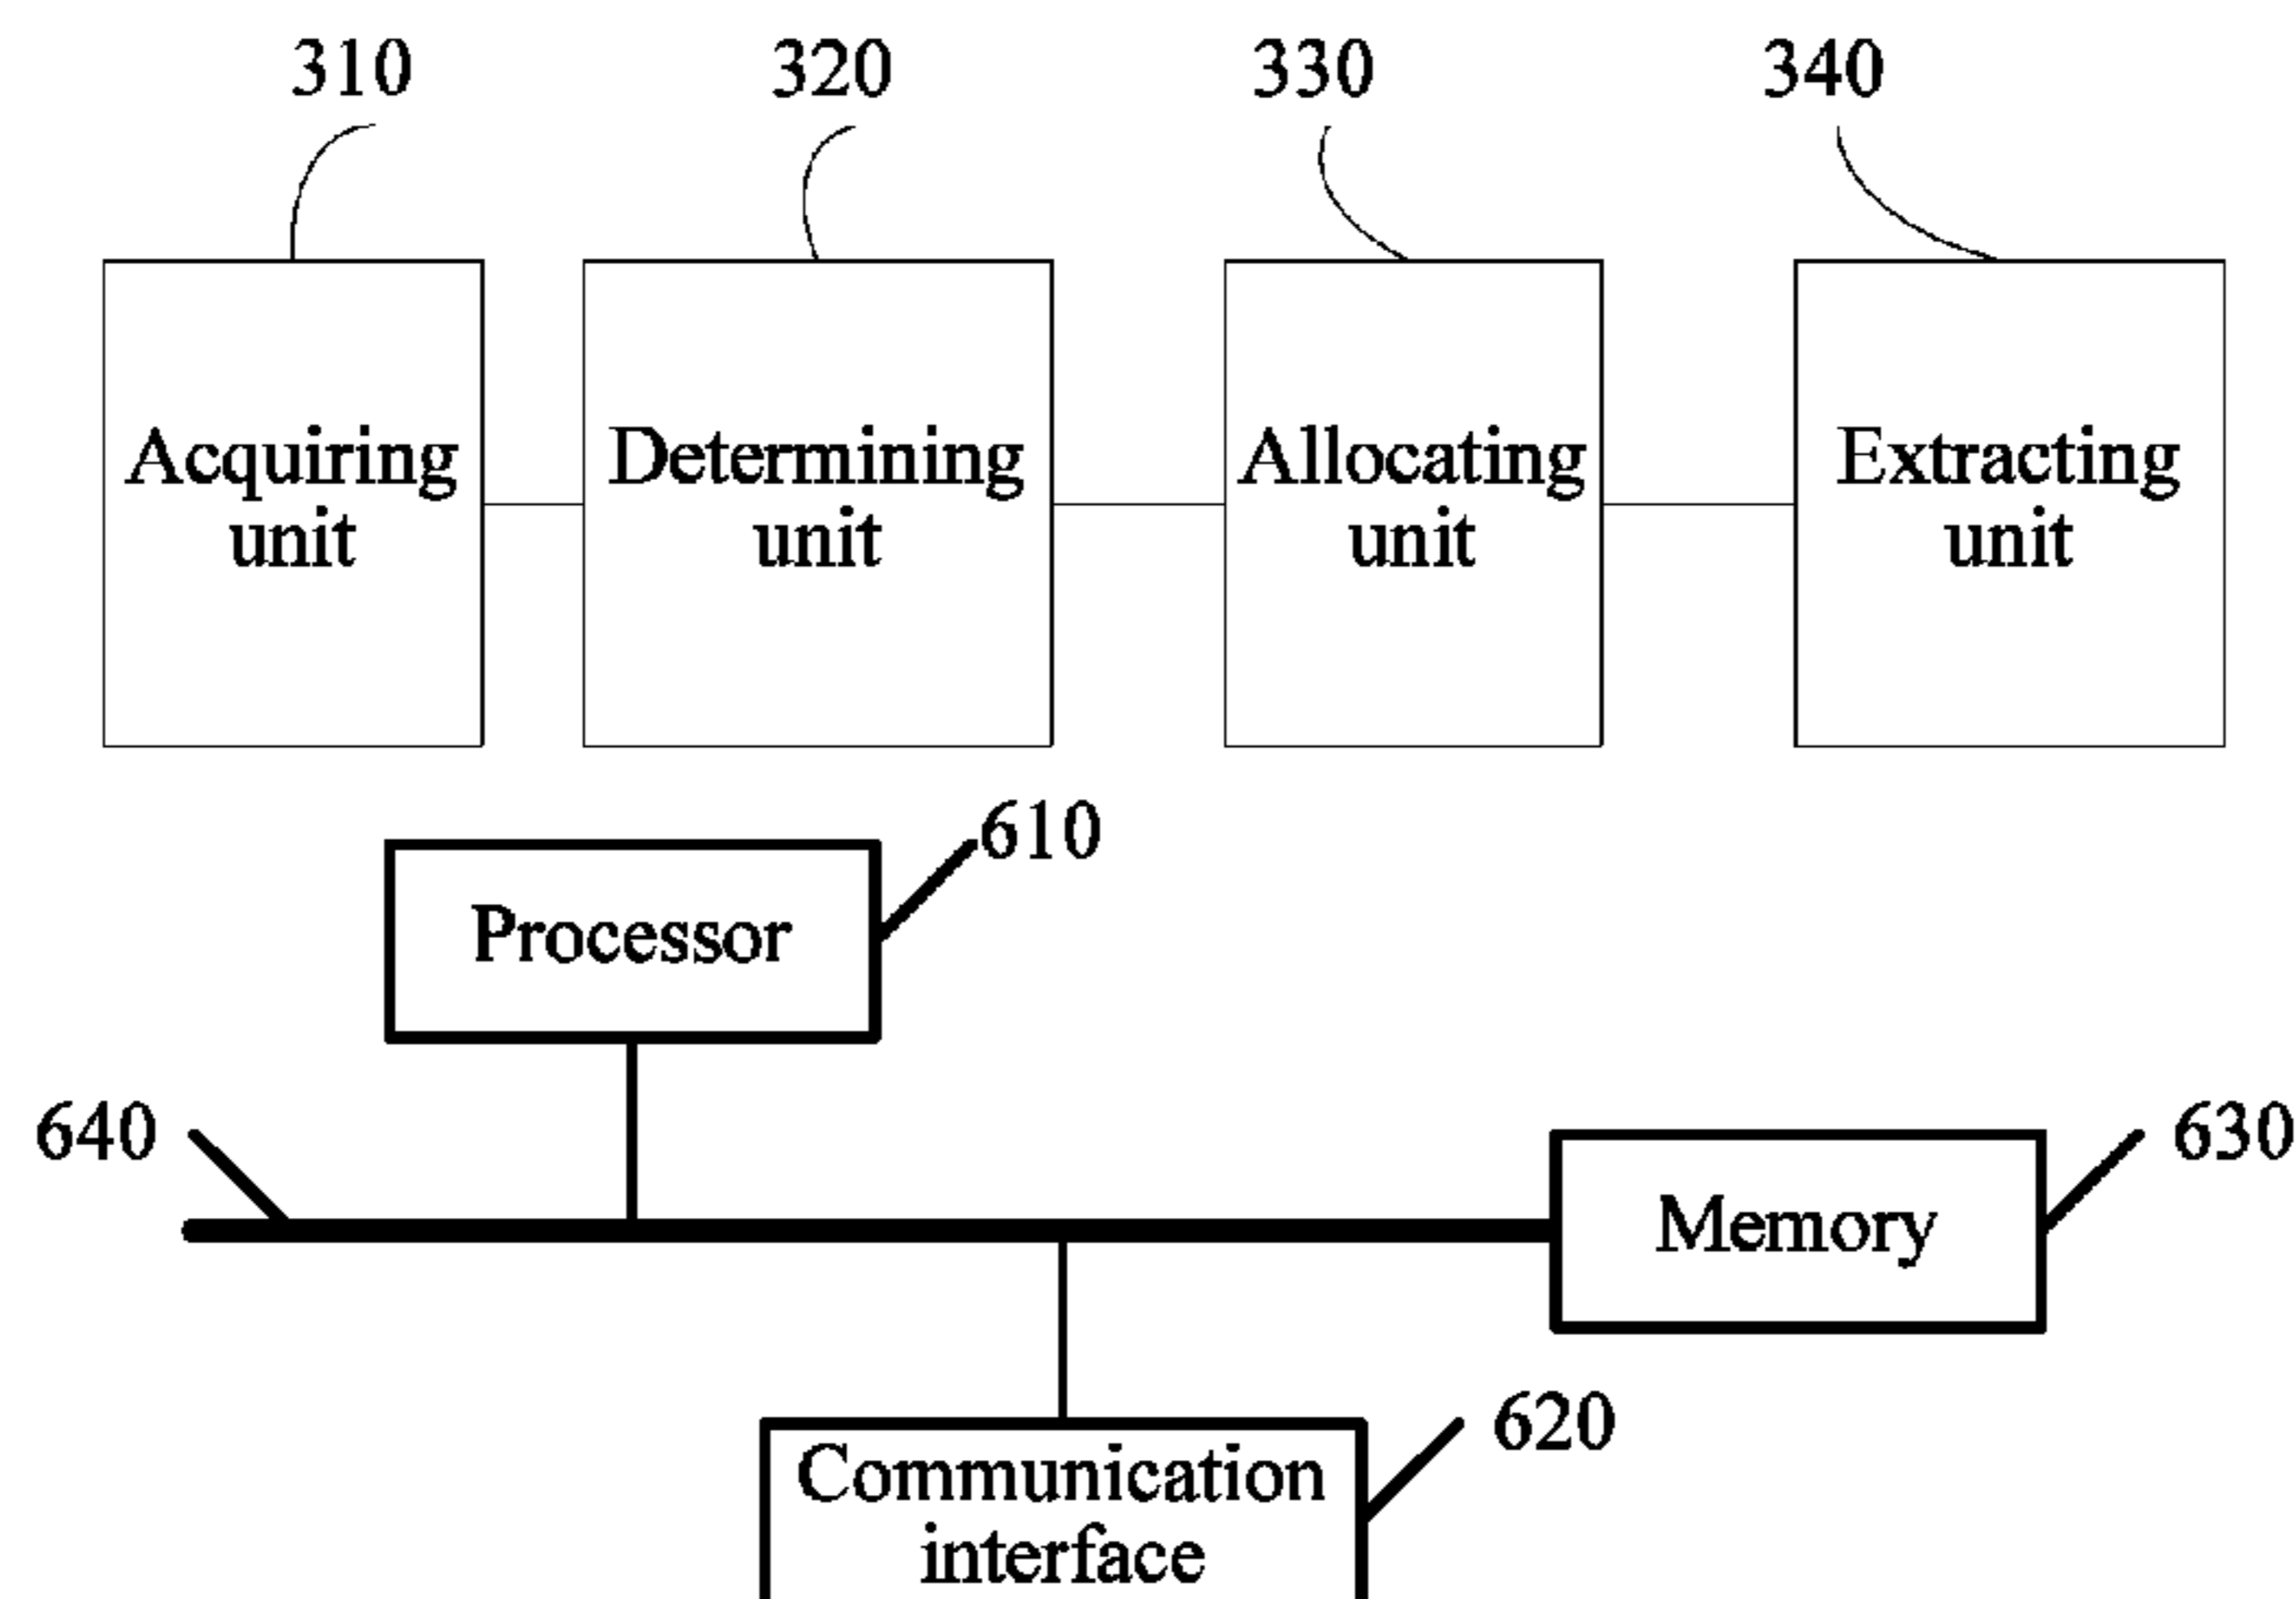 310
320
330
340
Acquiring
unit
Determining
unit
Allocating
unit
Extracting
unit
610
Processor
640
630
Memory
620
Communication
interface